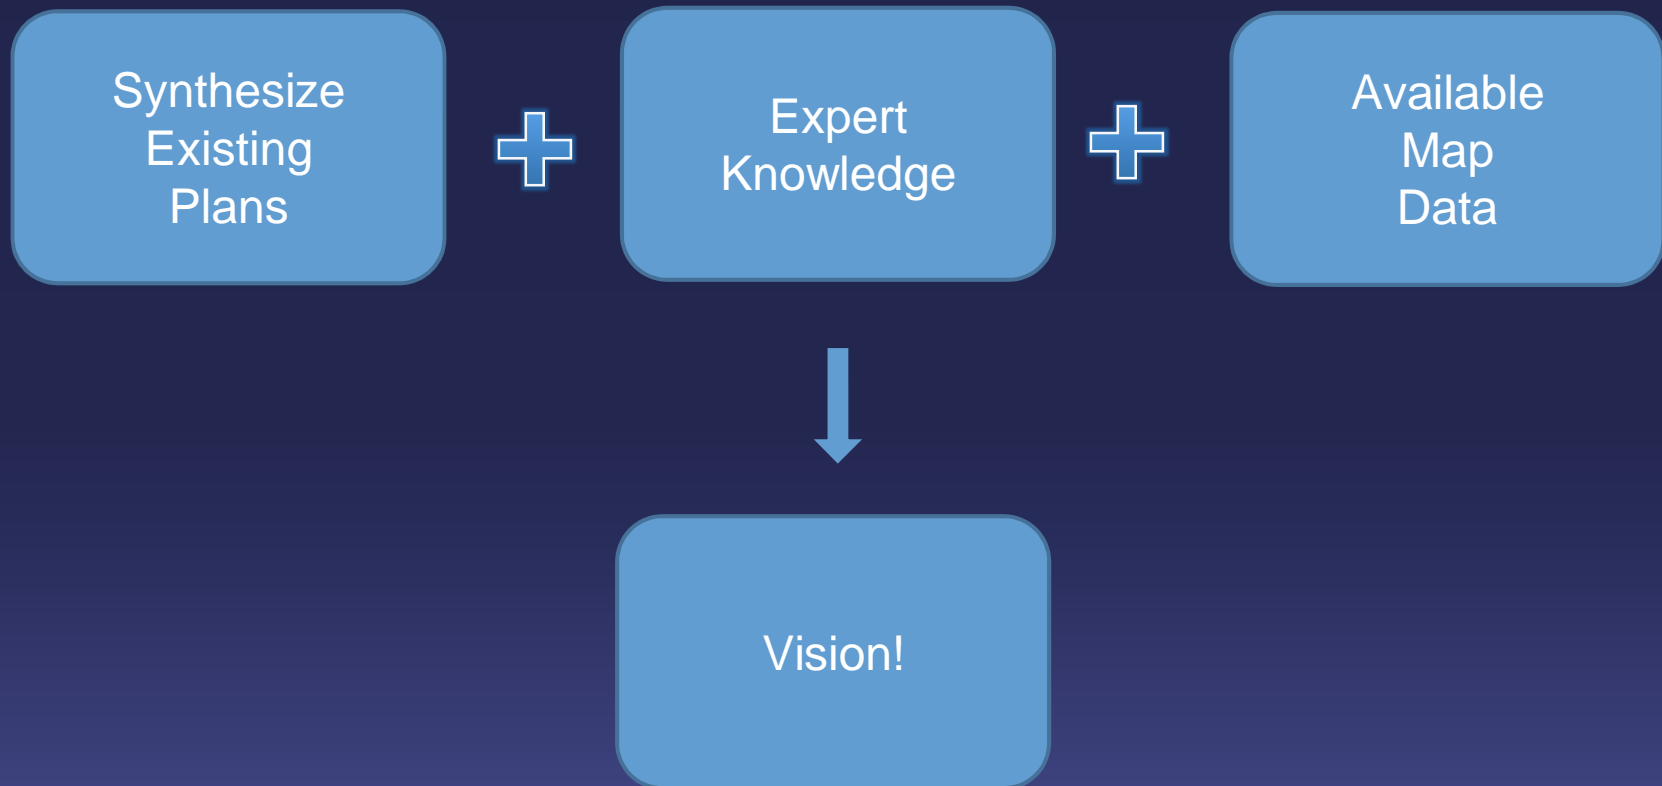 Synthesize
Existing
Plans
Expert
Knowledge
Available
Map
Data
Vision!